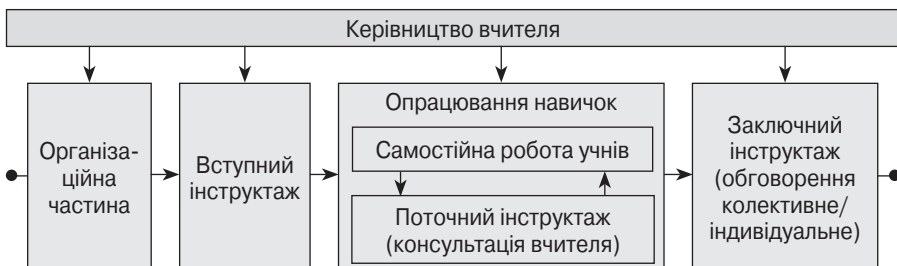 Керівництво вчителя
Організа-
ційна
частина
Вступний
інструктаж
Опрацювання навичок
Самостійна робота учнів
Поточний інструктаж
(консультація вчителя)
Заключний
інструктаж
(обговорення
колективне/
індивідуальне)